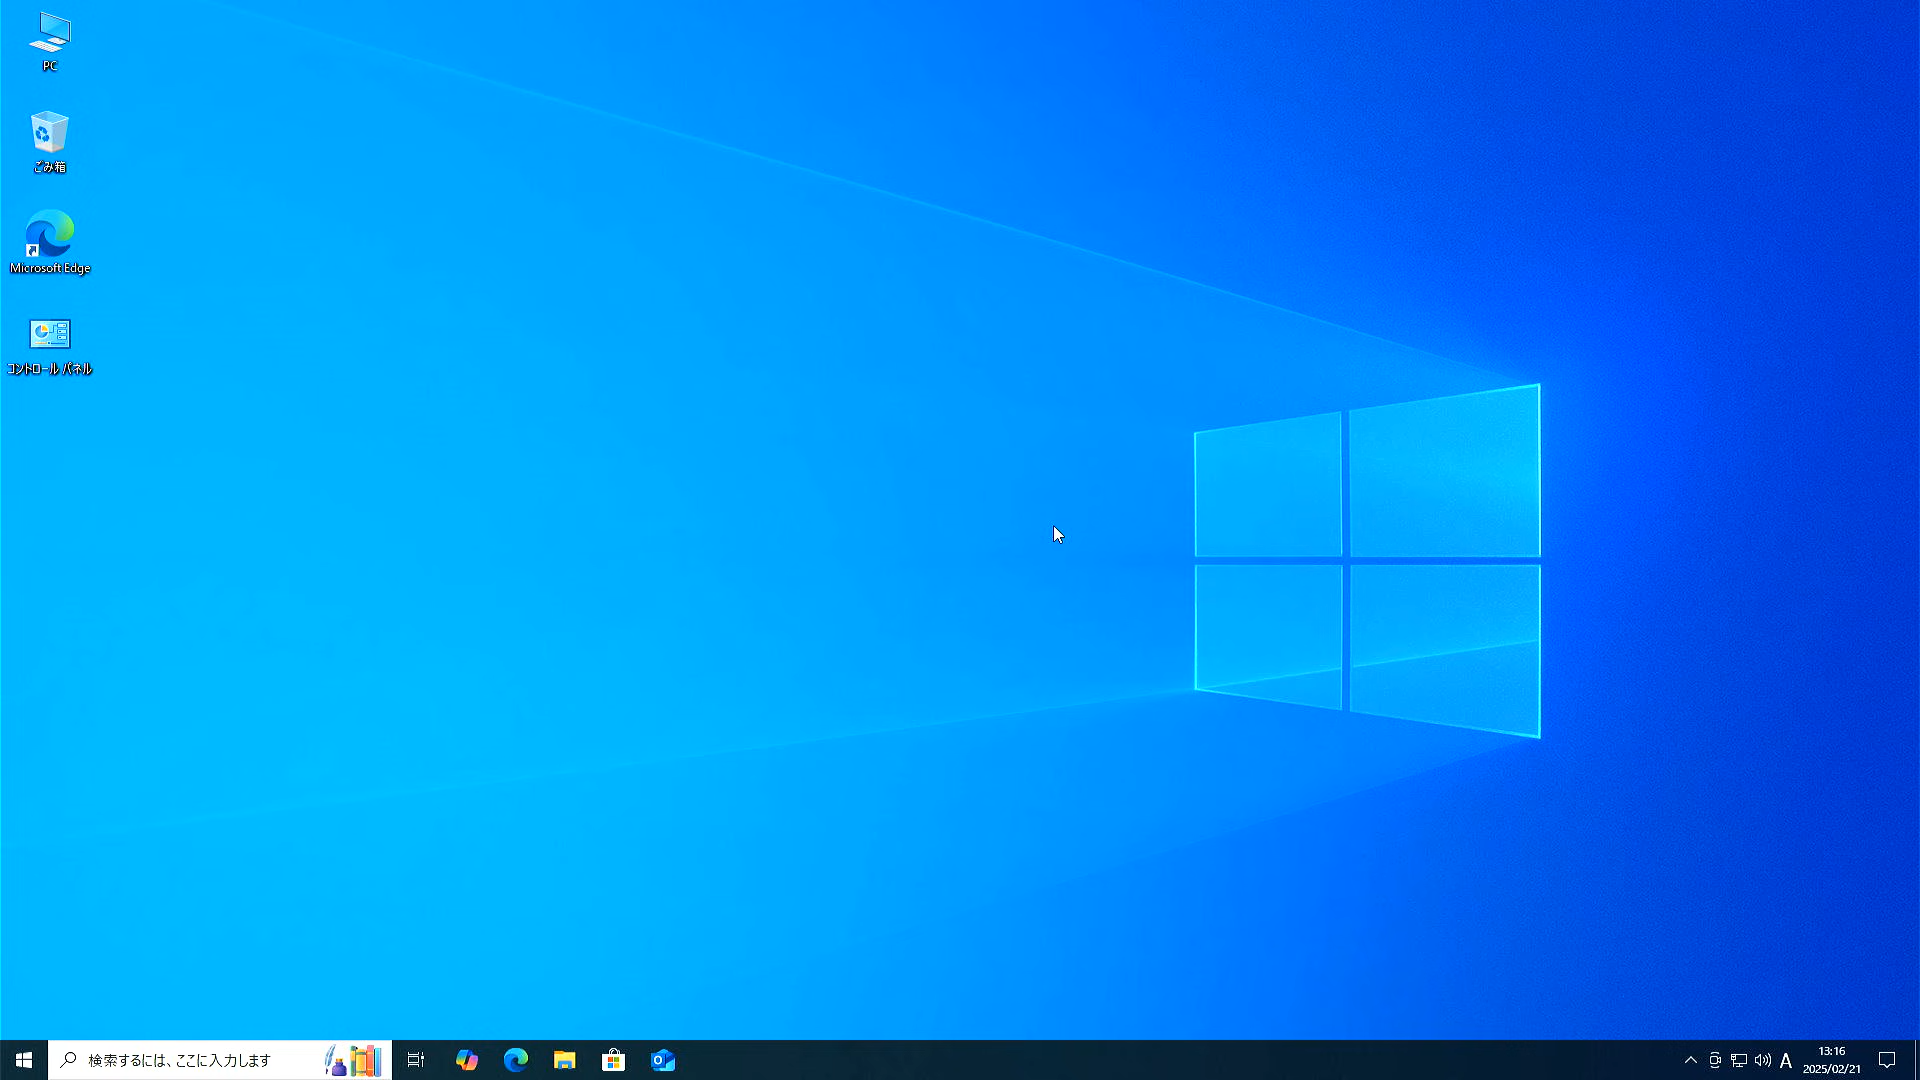 PC
ごみ箱
Microsoft Edge
コントロール パネル
検索するには、ここに入力します
A
13:16
2025/02/21